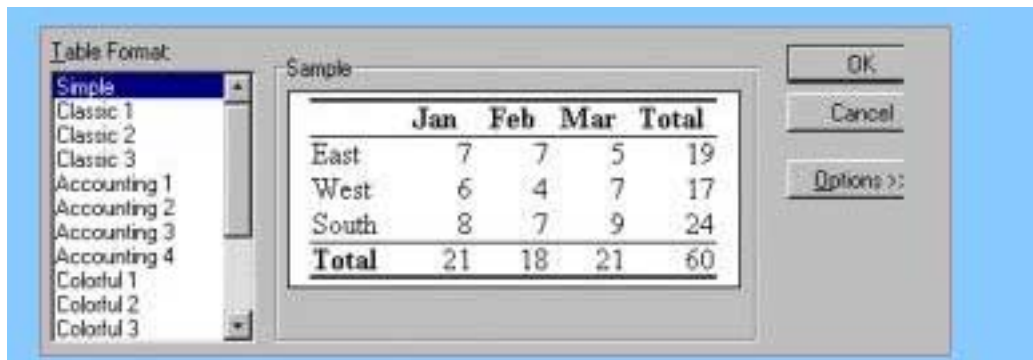 Table Format:
Simple
Classic 1
Classic 2
Classic 3
Accounting 1
Accounting 2
Accounting 3
Accounting 4
Colorful 1
Colorful 2
Colorful 3
Sample
Jan Feb Mar Total
East 7 7 5 19
West 6 4 7 17
South 8 7 9 24
Total 21 18 21 60
OK
Cancel
Options >>